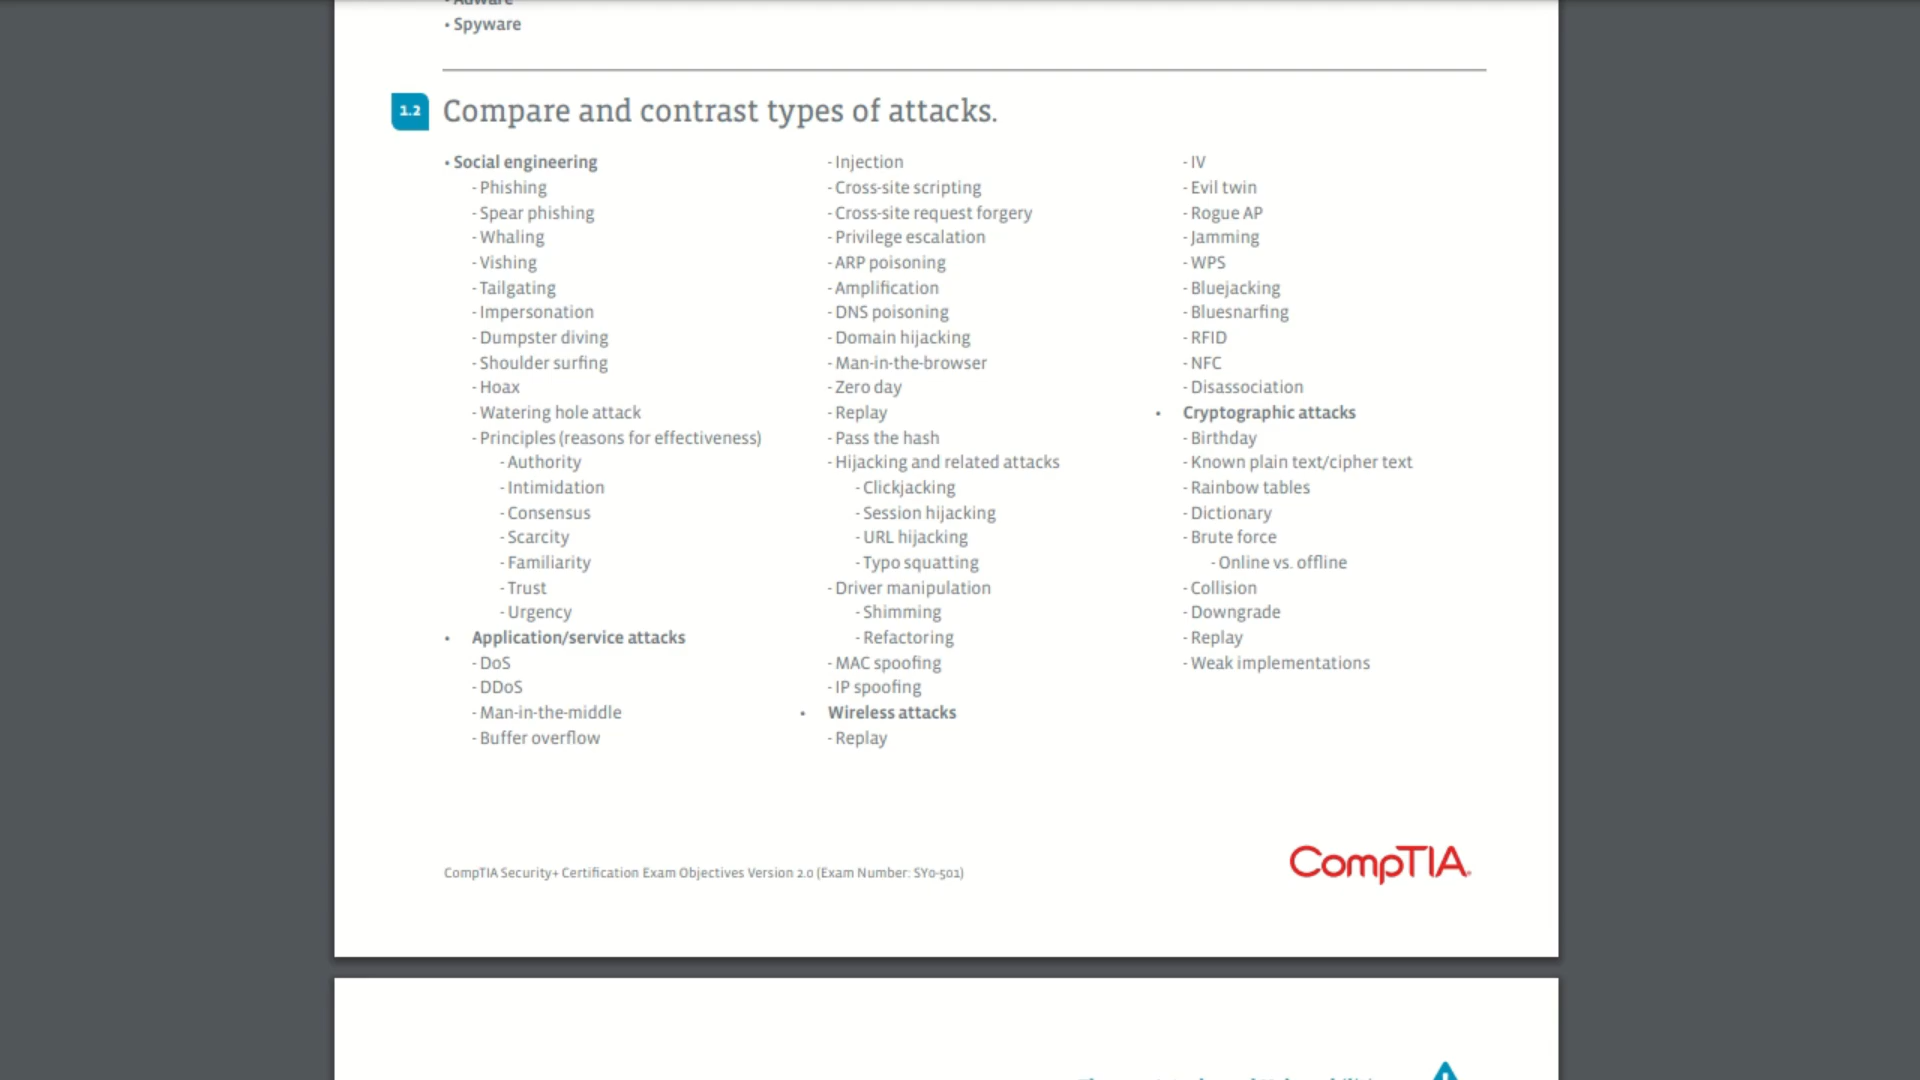 • Adware
• Spyware
1.2 Compare and contrast types of attacks.
• Social engineering
- Phishing
- Spear phishing
- Whaling
- Vishing
- Tailgating
- Impersonation
- Dumpster diving
- Shoulder surfing
- Hoax
- Watering hole attack
- Principles (reasons for effectiveness)
- Authority
- Intimidation
- Consensus
- Scarcity
- Familiarity
- Trust
- Urgency
• Application/service attacks
- DoS
- DDoS
- Man-in-the-middle
- Buffer overflow
- Injection
- Cross-site scripting
- Cross-site request forgery
- Privilege escalation
- ARP poisoning
- Amplification
- DNS poisoning
- Domain hijacking
- Man-in-the-browser
- Zero day
- Replay
- Pass the hash
- Hijacking and related attacks
- Clickjacking
- Session hijacking
- URL hijacking
- Typo squatting
- Driver manipulation
- Shimming
- Refactoring
- MAC spoofing
- IP spoofing
• Wireless attacks
- Replay
- IV
- Evil twin
- Rogue AP
- Jamming
- WPS
- Bluejacking
- Bluesnarfing
- RFID
- NFC
- Disassociation
• Cryptographic attacks
- Birthday
- Known plain text/cipher text
- Rainbow tables
- Dictionary
- Brute force
- Online vs. offline
- Collision
- Downgrade
- Replay
- Weak implementations
CompTIA Security+ Certification Exam Objectives Version 2.0 (Exam Number: SY0-501)
CompTIA.